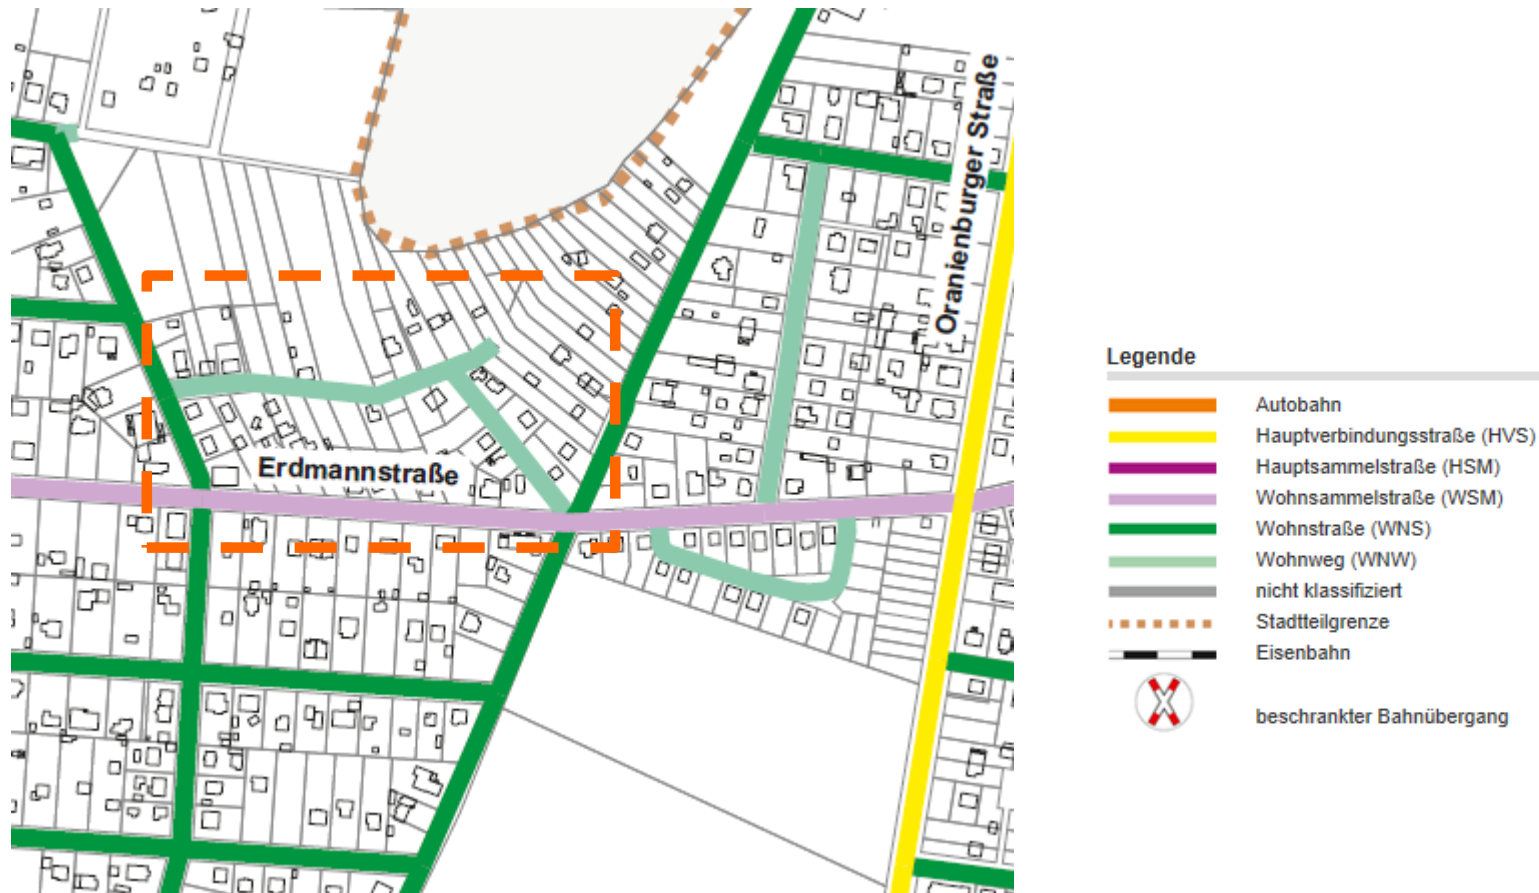 Oranienburger Straße
Erdmannstraße
Legende
Autobahn
Hauptverbindungsstraße (HVS)
Hauptsammelstraße (HSM)
Wohnsammelstraße (WSM)
Wohnstraße (WNS)
Wohnweg (WNW)
nicht klassifiziert
Stadtteilgrenze
Eisenbahn
beschrankter Bahnübergang